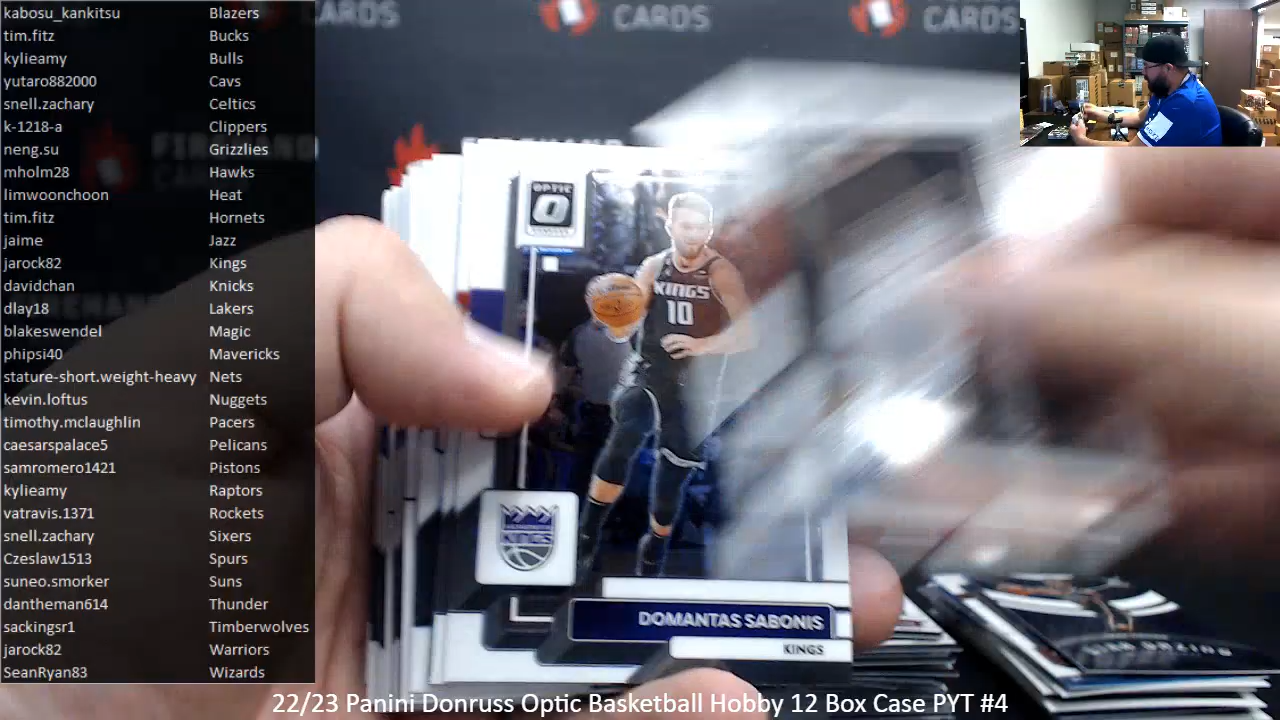 kabosu_kankitsu Blazers
tim.fitz Bucks
kylieamy Bulls
yutaro882000 Cavs
snell.zachary Celtics
k-1218-a Clippers
neng.su Grizzlies
mholm28 Hawks
limwoonchoon Heat
tim.fitz Hornets
jaime Jazz
jarock82 Kings
davidchan Knicks
dlay18 Lakers
blakeswendel Magic
phipsi40 Mavericks
stature-short.weight-heavy Nets
kevin.loftus Nuggets
timothy.mclaughlin Pacers
caesarspalace5 Pelicans
samromero1421 Pistons
kylieamy Raptors
vatravis.1371 Rockets
snell.zachary Sixers
Czeslaw1513 Spurs
suneo.smorker Suns
dantheman614 Thunder
sackingsr1 Timberwolves
jarock82 Warriors
SeanRyan83 Wizards
CARDS
CARDS
CARDS
OPTIC
KINGS
10
KINGS
DOMANTAS SABONIS
KINGS
22/23 Panini Donruss Optic Basketball Hobby 12 Box Case PYT #4